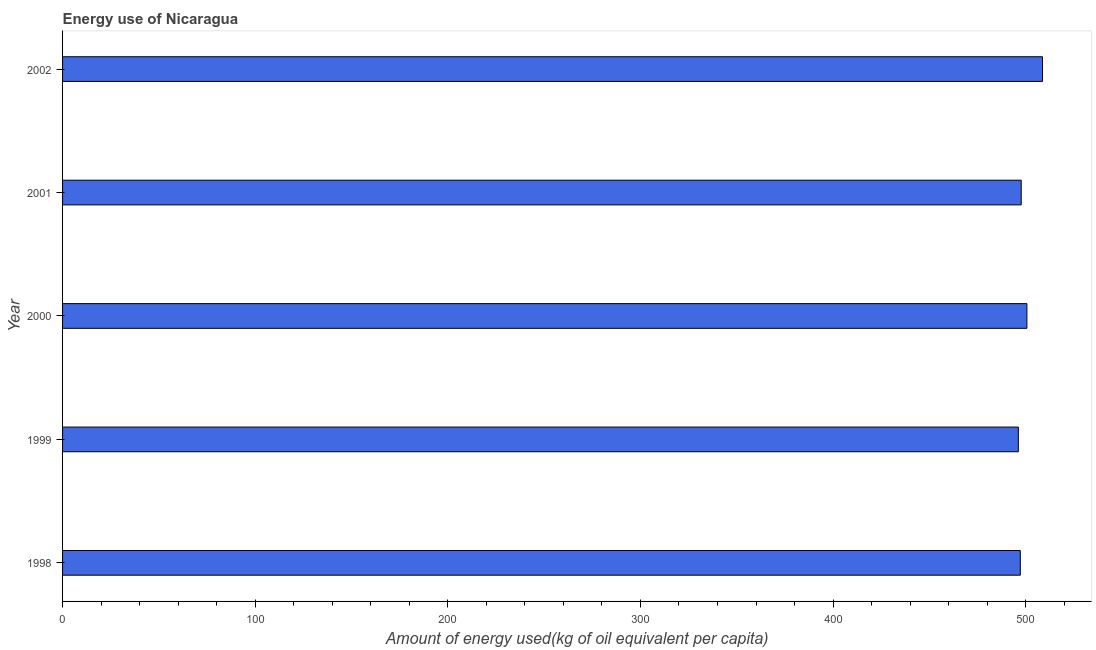 Energy use of Nicaragua
2002
2001
2000
1999
1998
Year
0 100 200 300 400 500
Amount of energy used(kg of oil equivalent per capita)